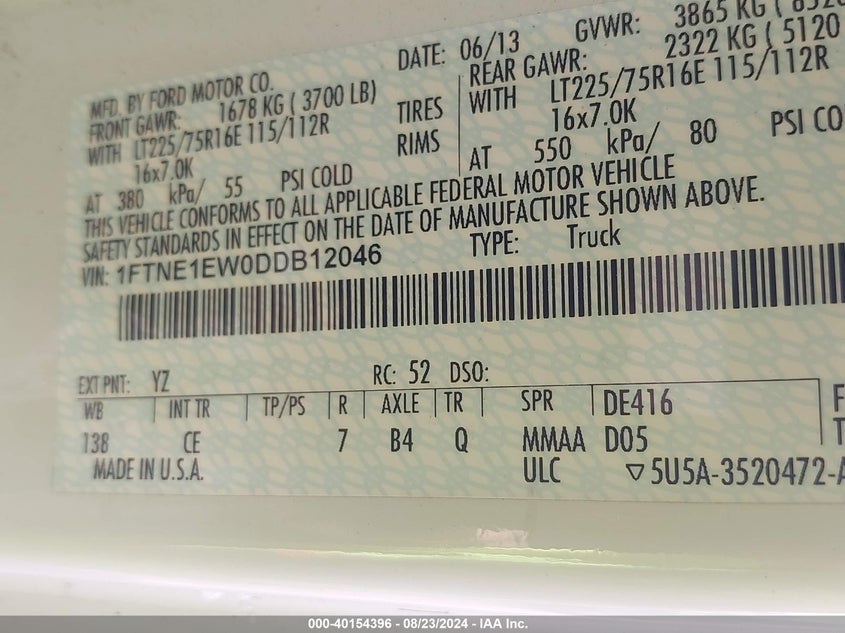 MFD. BY FORD MOTOR CO. DATE: 06/13 GVWR: 3865 KG (
FRONT GAWR: 1678 KG ( 3700 LB) REAR GAWR: 2322 KG ( 5120
WITH LT225/75R16E 115/112R TIRES WITH LT225/75R16E 115/112R
16x7.0K RIMS 16x7.0K
AT 380 kPa/ 55 PSI COLD AT 550 kPa/ 80 PSI CO
THIS VEHICLE CONFORMS TO ALL APPLICABLE FEDERAL MOTOR VEHICLE
SAFETY STANDARDS IN EFFECT ON THE DATE OF MANUFACTURE SHOWN ABOVE.
VIN: 1FTNE1EW0DDB12046 TYPE: Truck
EXT PNT: YZ RC: 52 DSO:
WB INT TR TP/PS R AXLE TR SPR DE416
138 CE 7 B4 Q MMAA D05
MADE IN U.S.A. ULC ▽5U5A-3520472-A
000-40154396 - 08/23/2024 - IAA Inc.